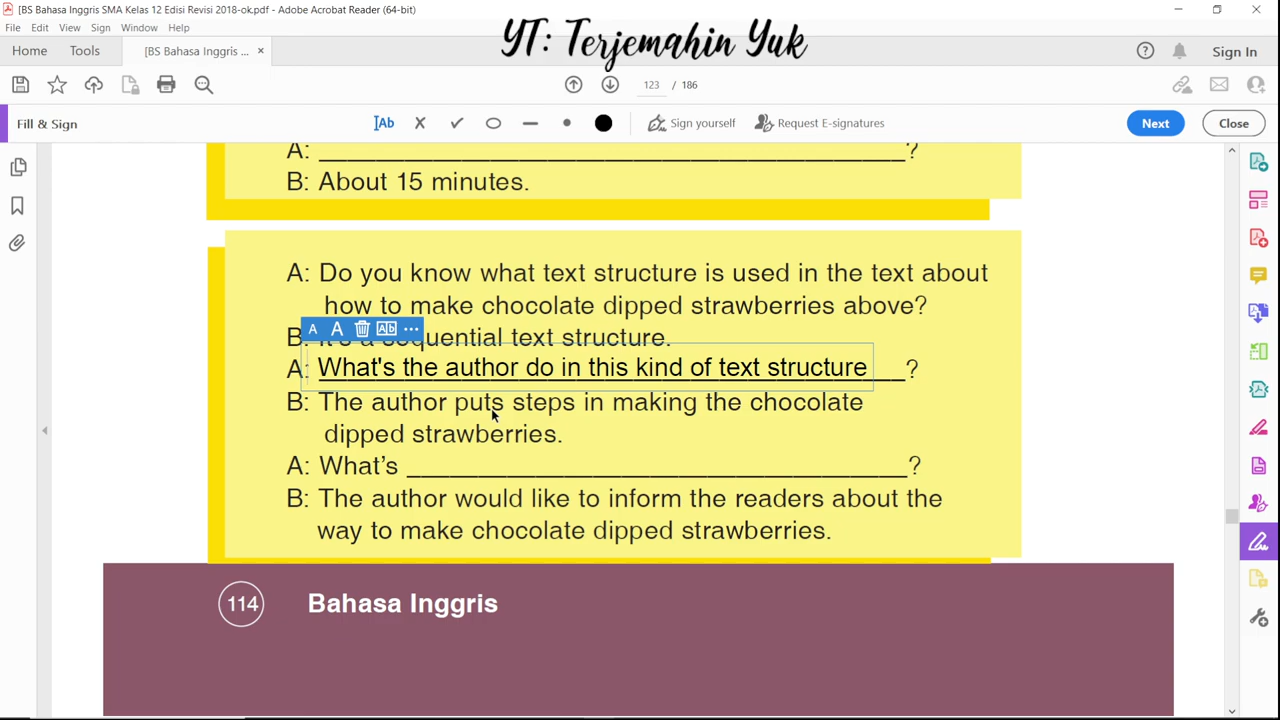 [BS Bahasa Inggris SMA Kelas 12 Edisi Revisi 2018-ok.pdf - Adobe Acrobat Reader (64-bit)
YT: Terjemahin Yuk
File Edit View Sign Window Help
Home Tools [BS Bahasa Inggris ... × Sign In
123 / 186
Fill & Sign
Ab Sign yourself Request E-signatures Next Close
A: ?
B: About 15 minutes.
A: Do you know what text structure is used in the text about
how to make chocolate dipped strawberries above?
A A Ab ...
B: It's a sequential text structure.
A: What's the author do in this kind of text structure ?
B: The author puts steps in making the chocolate
dipped strawberries.
A: What's ?
B: The author would like to inform the readers about the
way to make chocolate dipped strawberries.
114 Bahasa Inggris